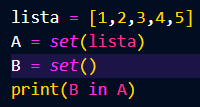 lista = [1,2,3,4,5]
A = set(lista)
B = set()
print(B in A)